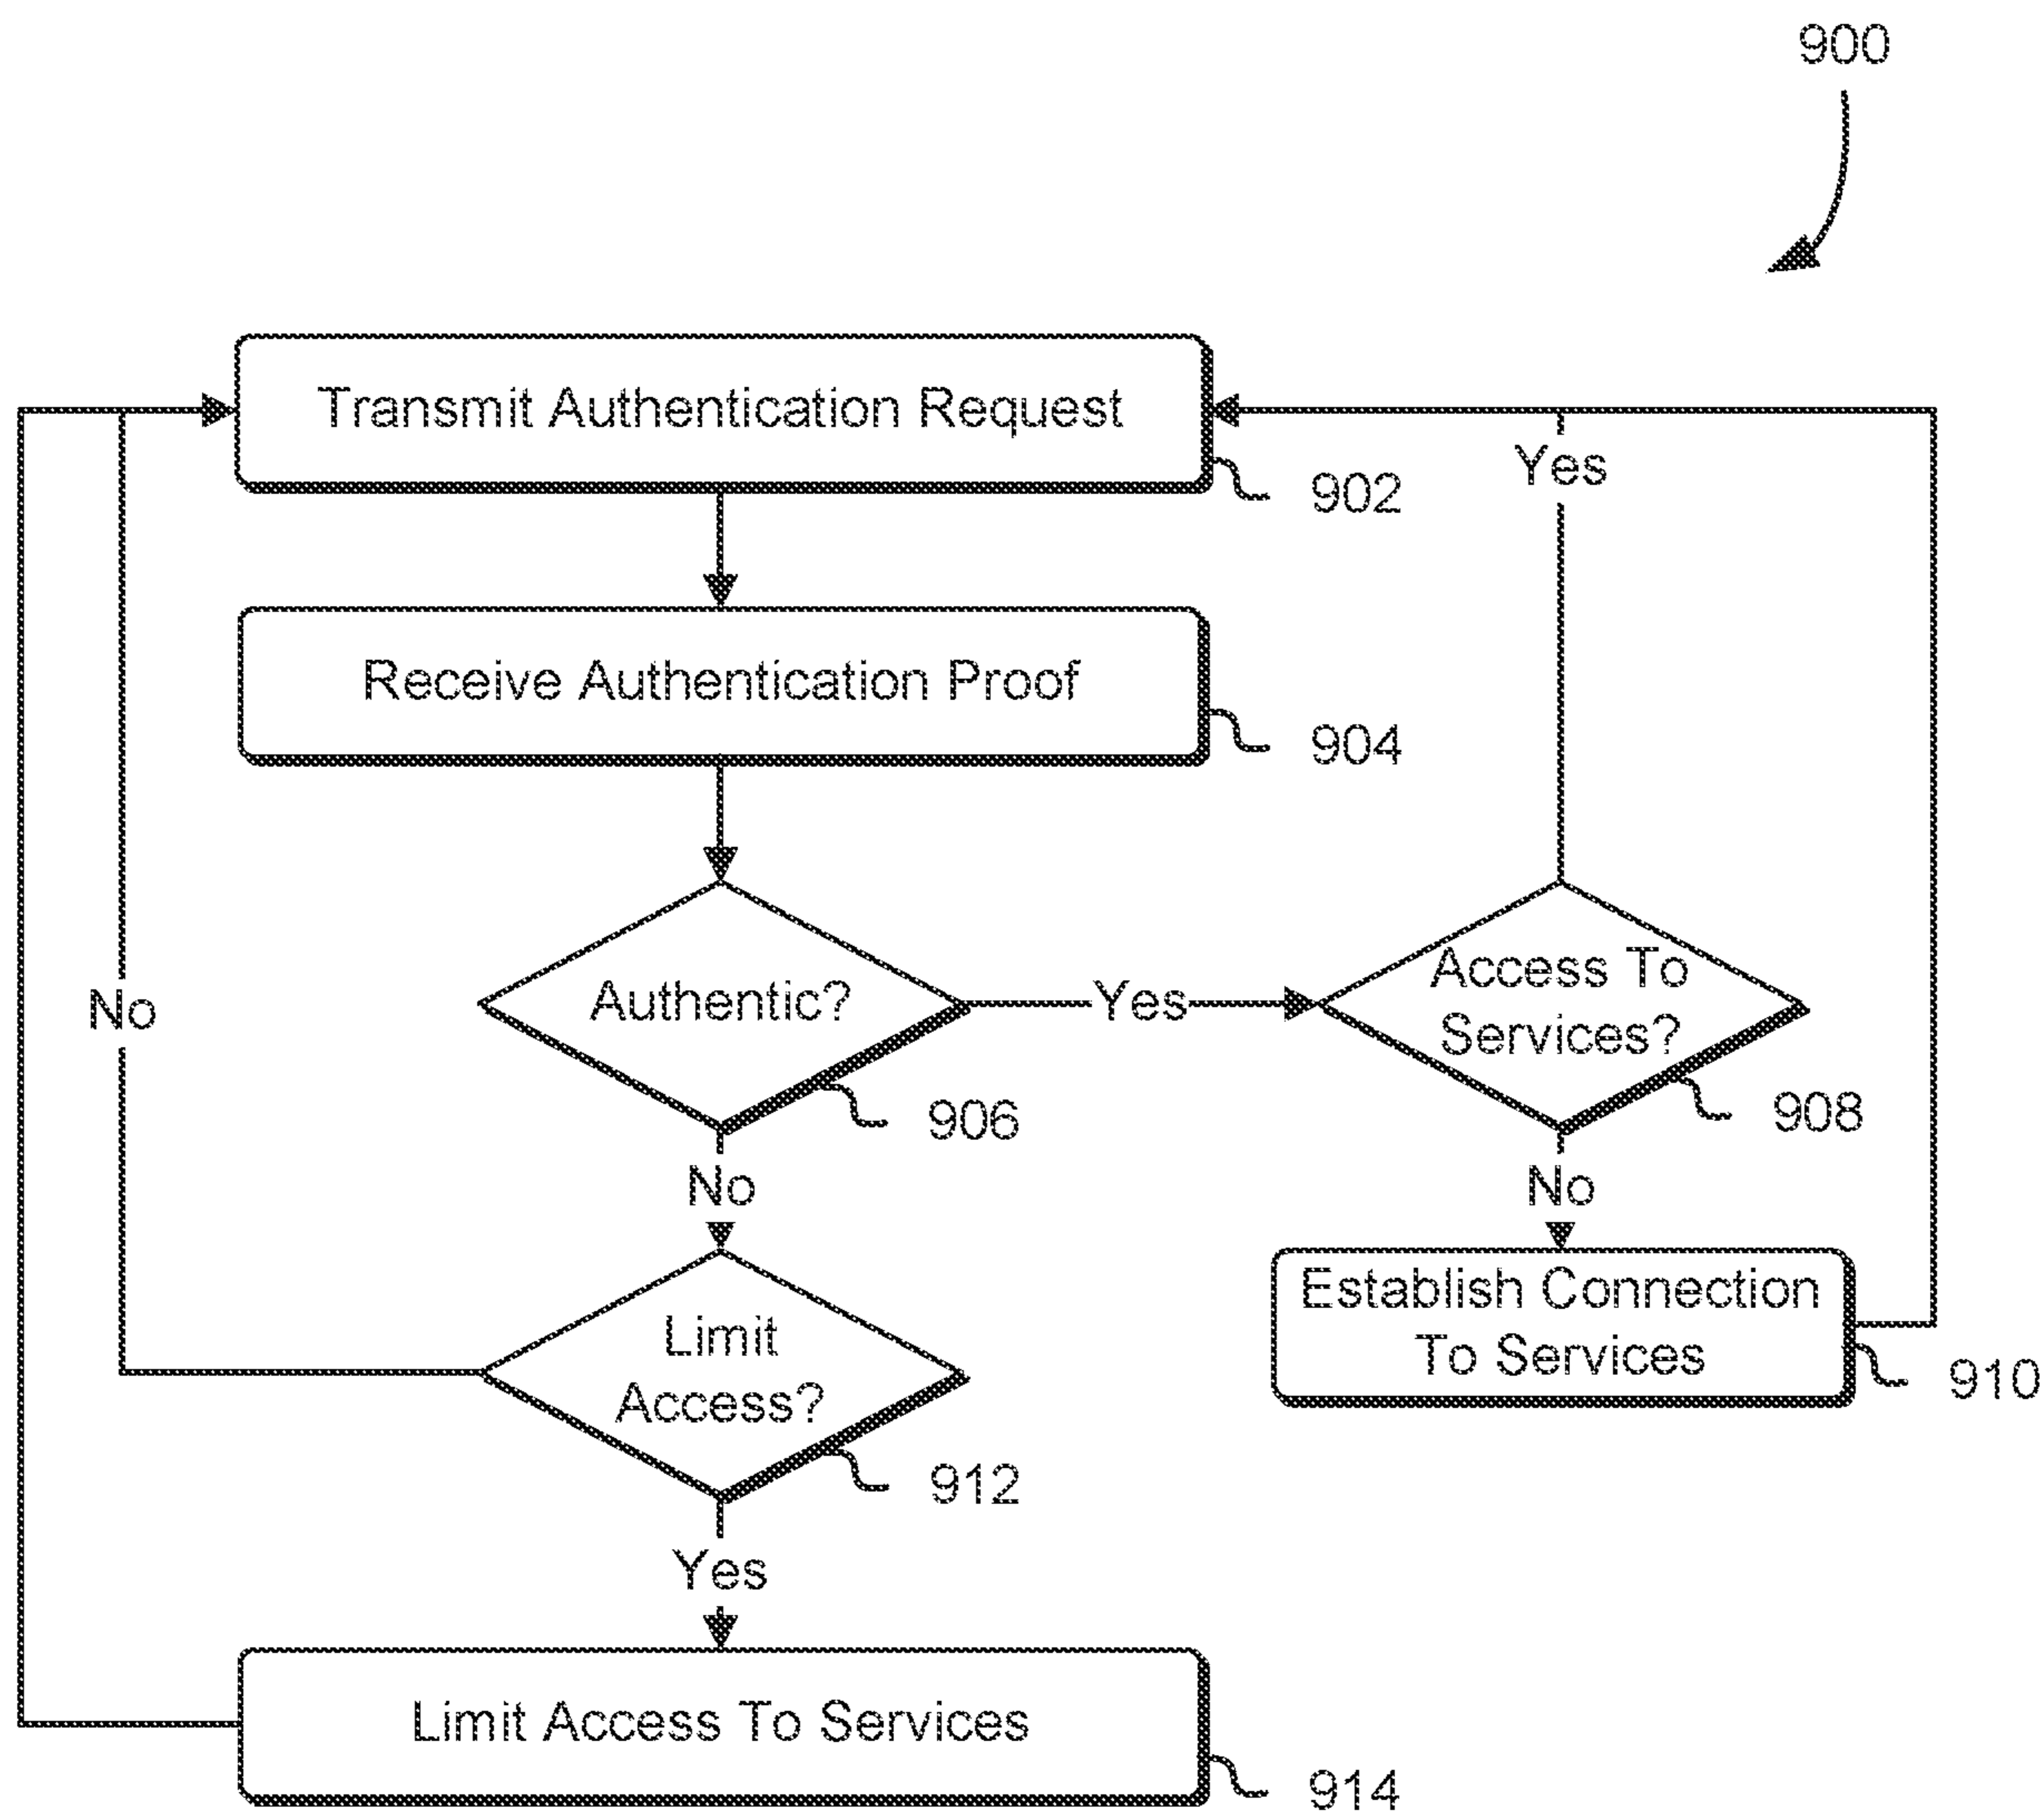 900
Transmit Authentication Request
Yes
902
Receive Authentication Proof
904
No
Authentic?
Yes
Access To
Services?
906
908
No
No
Establish Connection
To Services
910
Limit
Access?
912
Yes
Limit Access To Services
914